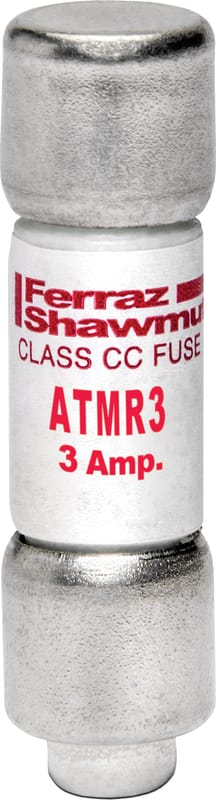 Ferraz
Shawmut
CLASS CC FUSE
ATMR3
3 Amp.